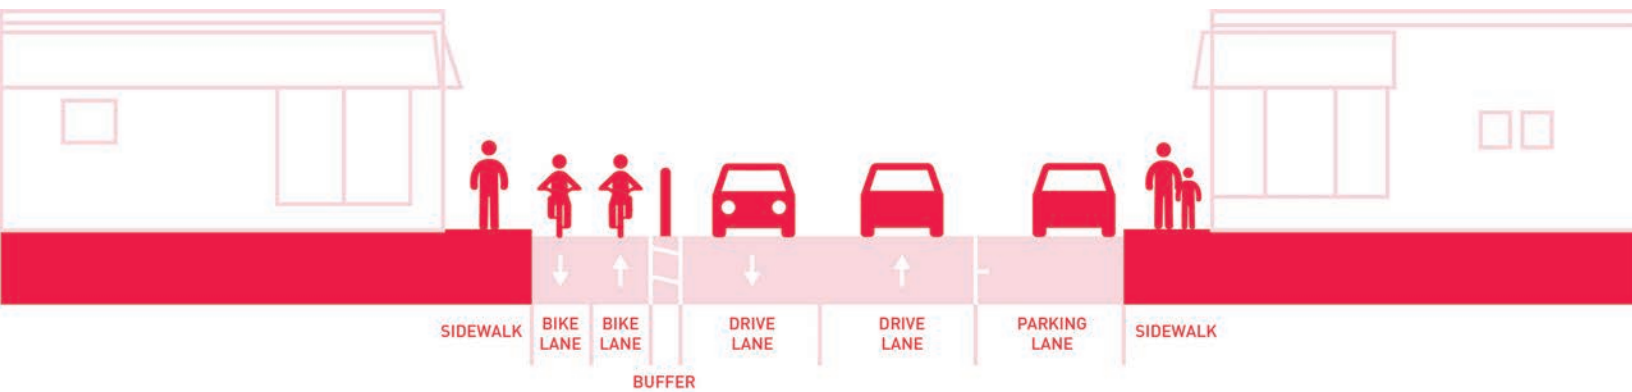 SIDEWALK
BIKE
LANE
BIKE
LANE
BUFFER
DRIVE
LANE
DRIVE
LANE
PARKING
LANE
SIDEWALK